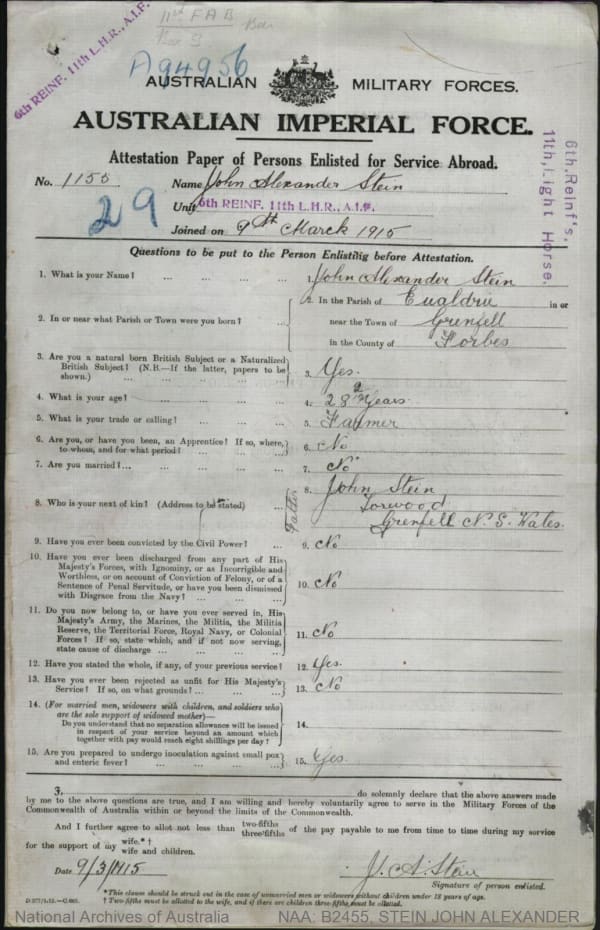 11th F.A.B
A94956
6th REINF. 11th L.H.R., A.I.F.
AUSTRALIAN MILITARY FORCES.
AUSTRALIAN IMPERIAL FORCE.
Attestation Paper of Persons Enlisted for Service Abroad.
No. 1155 Name John Alexander Stein
29
Unit 6th REINF. 11th L.H.R., A.I.F.
Joined on 9th March 1915
6th. Reinf's.
11th, Light Horse.
Questions to be put to the Person Enlisting before Attestation.
1. What is your Name? ... ... ... ... 1. John Alexander Stein
2. In or near what Parish or Town were you born? ... ... 2. In the Parish of Eualdrie in or
near the Town of Grenfell
in the County of Forbes
3. Are you a natural born British Subject or a Naturalized
British Subject? (N.B.—If the latter, papers to be
shown.) ... ... ... ... ... 3. Yes.
4. What is your age? ... ... ... ... 4. 28 Years
5. What is your trade or calling? ... ... ... 5. Farmer
6. Are you, or have you been, an Apprentice? If so, where,
to whom, and for what period? ... ... ... 6. No
7. Are you married? ... ... ... ... 7. No
8. Who is your next of kin? (Address to be stated) ... 8. John Stein
Father
Grenfell N. S. Wales.
9. Have you ever been convicted by the Civil Power? ... 9. No
10. Have you ever been discharged from any part of His
Majesty's Forces, with Ignominy, or as Incorrigible and
Worthless, or on account of Conviction of Felony, or of a
Sentence of Penal Servitude, or have you been dismissed
with Disgrace from the Navy? ... ... ... 10. No
11. Do you now belong to, or have you ever served in, His
Majesty's Army, the Marines, the Militia, the Militia
Reserve, the Territorial Force, Royal Navy, or Colonial
Forces? If so, state which, and if not now serving,
state cause of discharge ... ... ... ... 11. No
12. Have you stated the whole, if any, of your previous service? 12. Yes.
13. Have you ever been rejected as unfit for His Majesty's
Service? If so, on what grounds? ... ... ... 13. No
14. (For married men, widowers with children, and soldiers who
are the sole support of widowed mother)—
Do you understand that no separation allowance will be issued
in respect of your service beyond an amount which
together with pay would reach eight shillings per day? 14.
15. Are you prepared to undergo inoculation against small pox
and enteric fever? ... ... ... ... 15. Yes.
do solemnly declare that the above answers made
by me to the above questions are true, and I am willing and hereby voluntarily agree to serve in the Military Forces of the
Commonwealth of Australia within or beyond the limits of the Commonwealth.
And I further agree to allot not less than two-fifths three-fifths of the pay payable to me from time to time during my service
for the support of my wife.*† wife and children.
Date 9/3/1915 J. A. Stein
Signature of person enlisted.
*This clause should be struck out in the case of unmarried men or widowers without children under 18 years of age.
† Two-fifths must be allotted to the wife, and if there are children three-fifths must be allotted.
National Archives of Australia NAA: B2455, STEIN JOHN ALEXANDER